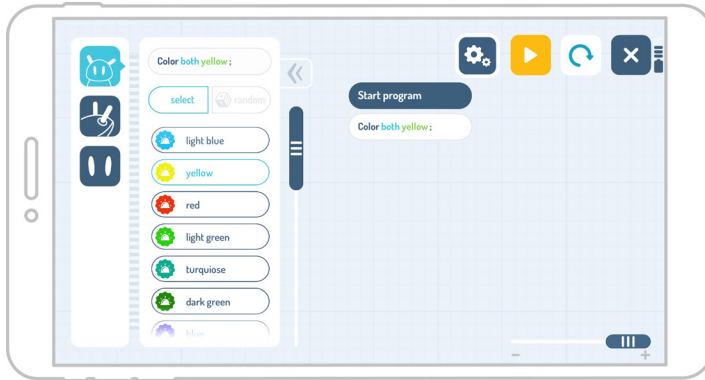 Color both yellow ;
select
random
light blue
yellow
red
light green
turquiose
dark green
blue
Start program
Color both yellow ;